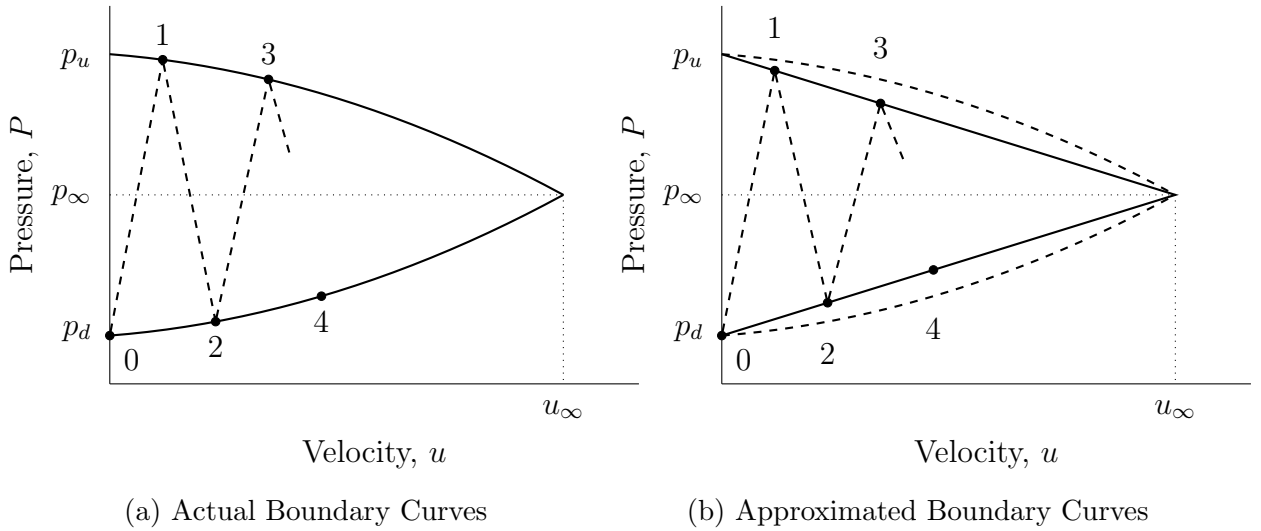 1
3
p_u
p_∞
p_d
0
2
4
u_∞
Pressure, P
Velocity, u
(a) Actual Boundary Curves
1
3
p_u
p_∞
p_d
0
2
4
u_∞
Pressure, P
Velocity, u
(b) Approximated Boundary Curves